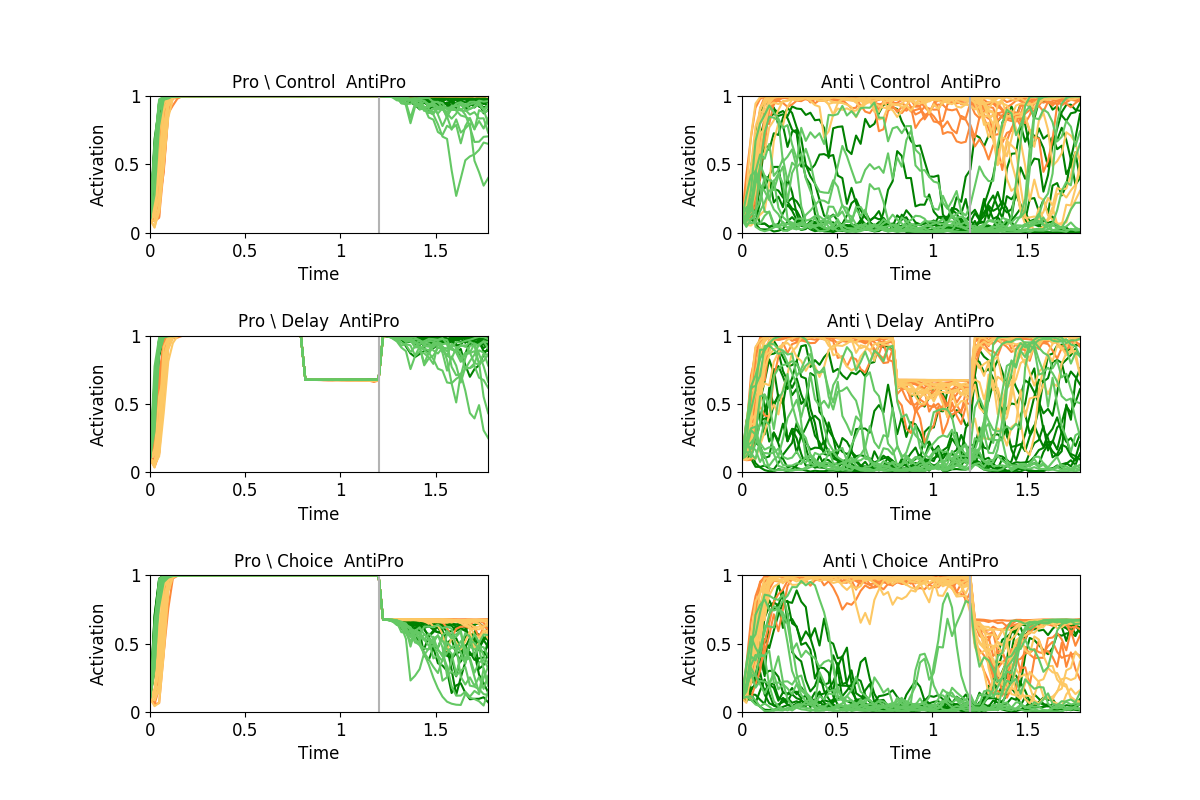 Pro \ Control  AntiPro
1
0.5
0
Activation
0 0.5 1 1.5
Time
Anti \ Control  AntiPro
1
0.5
0
Activation
0 0.5 1 1.5
Time
Pro \ Delay  AntiPro
1
0.5
0
Activation
0 0.5 1 1.5
Time
Anti \ Delay  AntiPro
1
0.5
0
Activation
0 0.5 1 1.5
Time
Pro \ Choice  AntiPro
1
0.5
0
Activation
0 0.5 1 1.5
Time
Anti \ Choice  AntiPro
1
0.5
0
Activation
0 0.5 1 1.5
Time